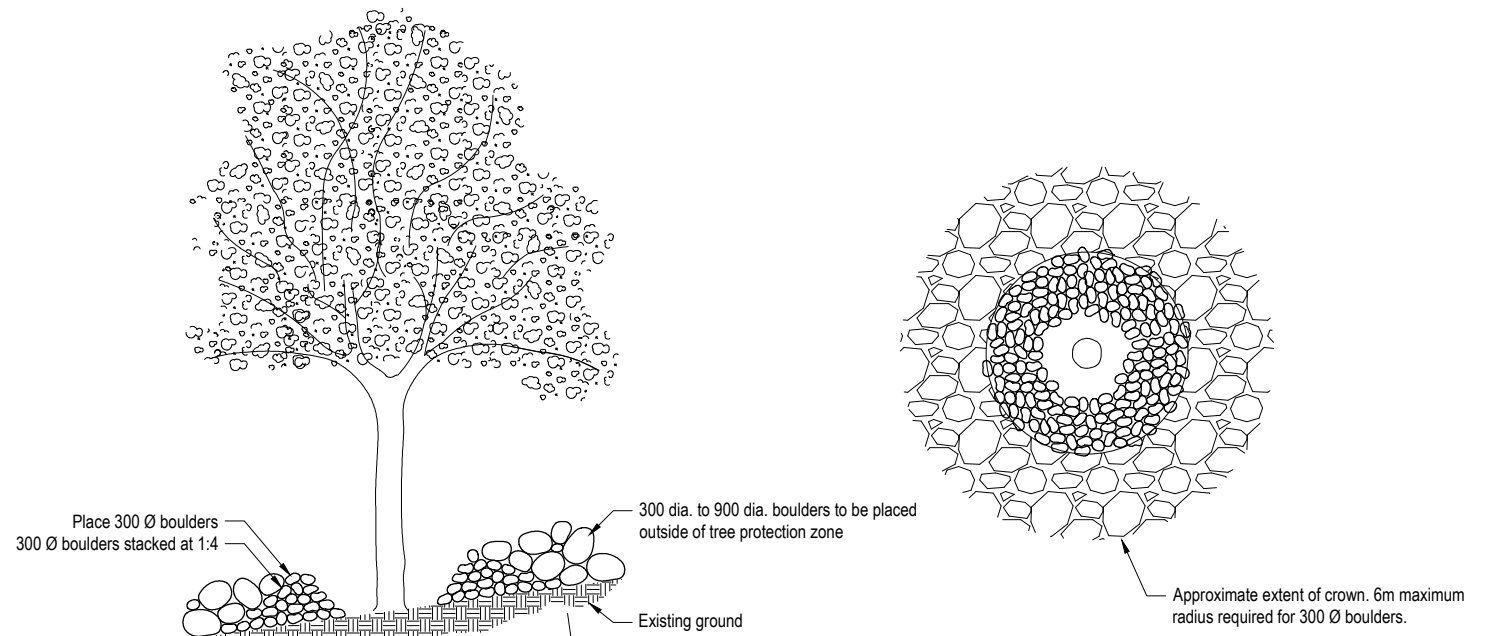 Place 300 Ø boulders
300 Ø boulders stacked at 1:4
300 dia. to 900 dia. boulders to be placed
outside of tree protection zone
Existing ground
Approximate extent of crown. 6m maximum
radius required for 300 Ø boulders.